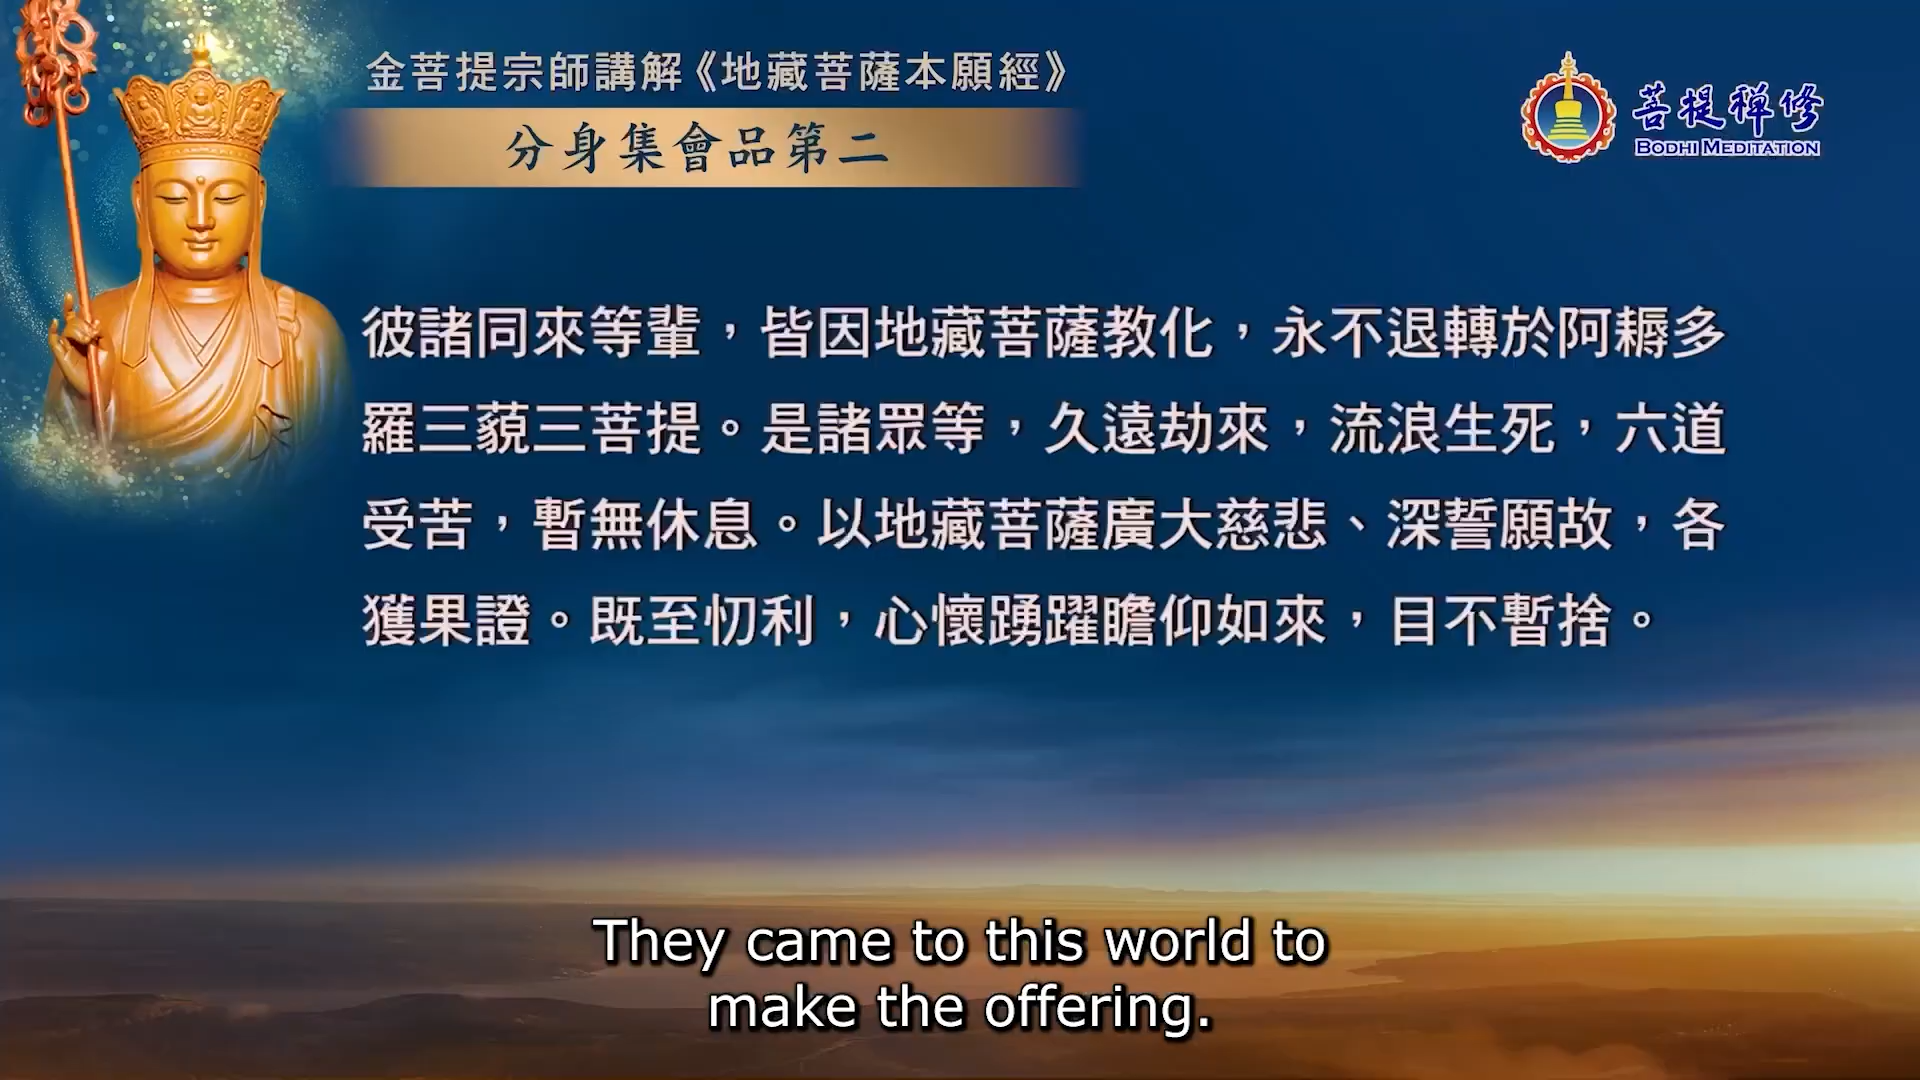 金菩提宗師講解《地藏菩薩本願經》
分身集會品第二
菩提禪修
BODHI MEDITATION
彼諸同來等輩，皆因地藏菩薩教化，永不退轉於阿耨多
羅三藐三菩提。是諸眾等，久遠劫來，流浪生死，六道
受苦，暫無休息。以地藏菩薩廣大慈悲、深誓願故，各
獲果證。既至忉利，心懷踴躍瞻仰如來，目不暫捨。
They came to this world to
make the offering.